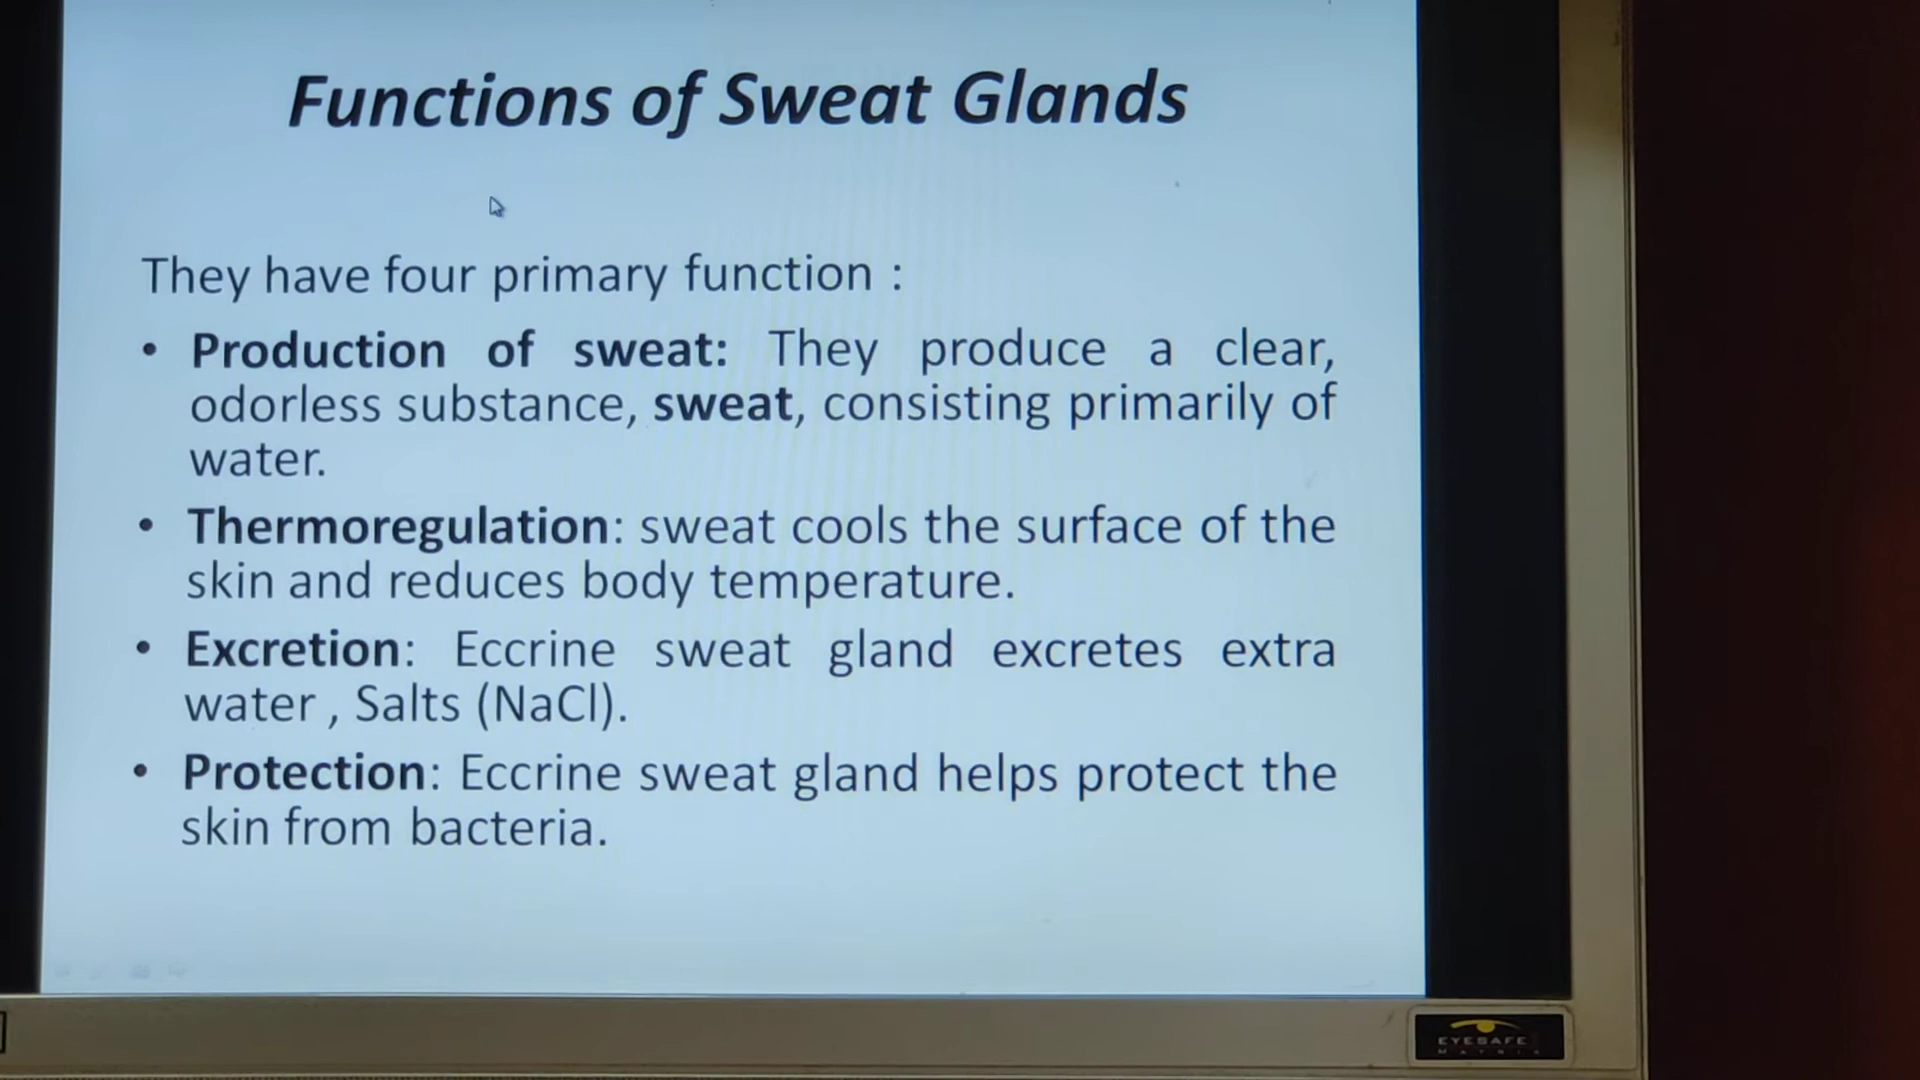 Functions of Sweat Glands
They have four primary function :
• Production of sweat: They produce a clear,
odorless substance, sweat, consisting primarily of
water.
• Thermoregulation: sweat cools the surface of the
skin and reduces body temperature.
• Excretion: Eccrine sweat gland excretes extra
water , Salts (NaCl).
• Protection: Eccrine sweat gland helps protect the
skin from bacteria.
EYESAFE